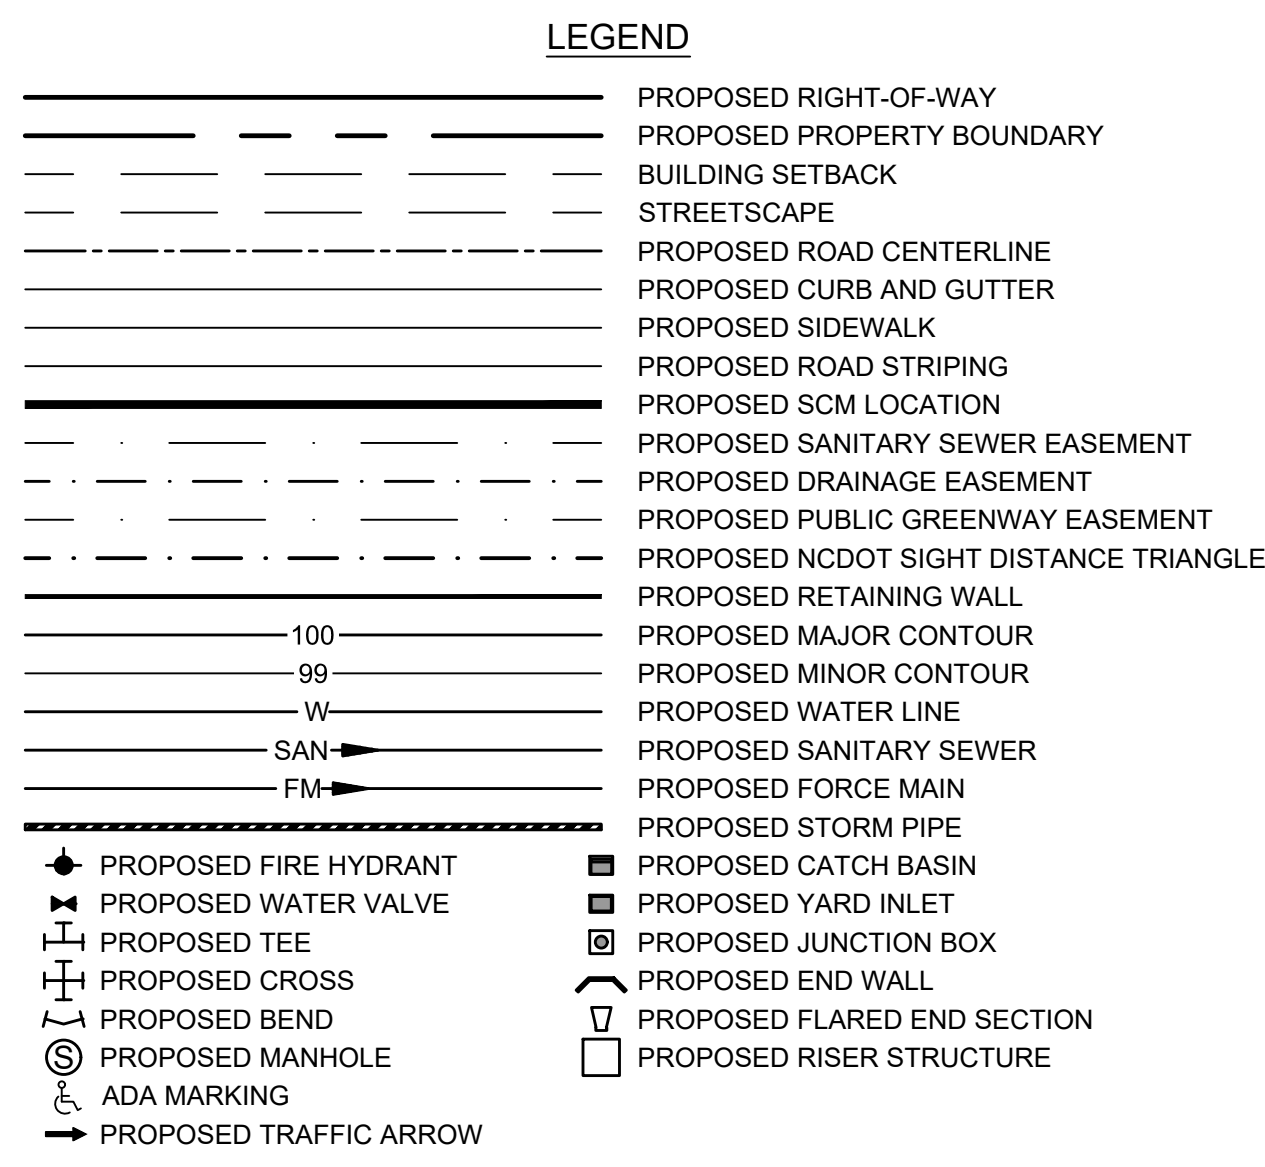 LEGEND
PROPOSED RIGHT-OF-WAY
PROPOSED PROPERTY BOUNDARY
BUILDING SETBACK
STREETSCAPE
PROPOSED ROAD CENTERLINE
PROPOSED CURB AND GUTTER
PROPOSED SIDEWALK
PROPOSED ROAD STRIPING
PROPOSED SCM LOCATION
PROPOSED SANITARY SEWER EASEMENT
PROPOSED DRAINAGE EASEMENT
PROPOSED PUBLIC GREENWAY EASEMENT
PROPOSED NCDOT SIGHT DISTANCE TRIANGLE
PROPOSED RETAINING WALL
100 PROPOSED MAJOR CONTOUR
99 PROPOSED MINOR CONTOUR
W PROPOSED WATER LINE
SAN PROPOSED SANITARY SEWER
FM PROPOSED FORCE MAIN
PROPOSED STORM PIPE
PROPOSED FIRE HYDRANT PROPOSED CATCH BASIN
PROPOSED WATER VALVE PROPOSED YARD INLET
PROPOSED TEE PROPOSED JUNCTION BOX
PROPOSED CROSS PROPOSED END WALL
PROPOSED BEND PROPOSED FLARED END SECTION
S PROPOSED MANHOLE PROPOSED RISER STRUCTURE
ADA MARKING
PROPOSED TRAFFIC ARROW